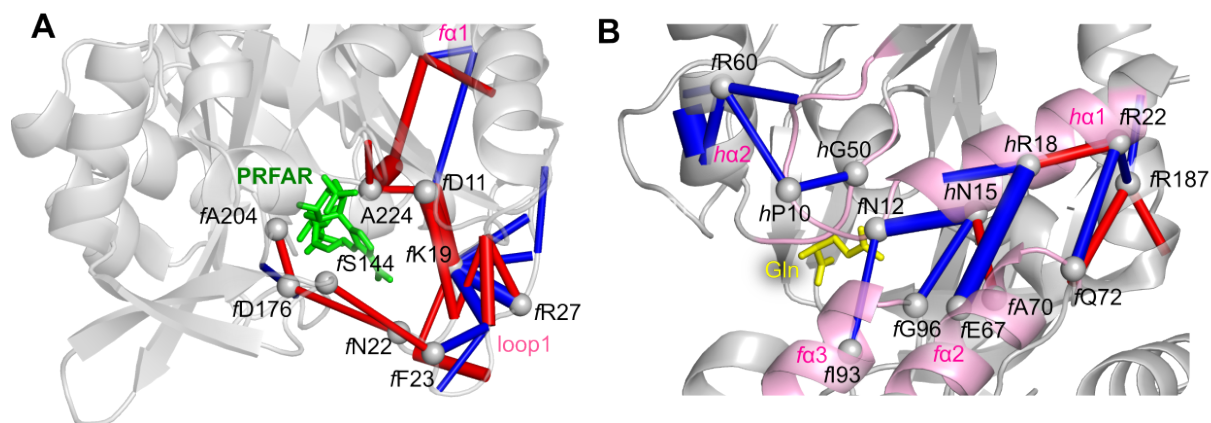 A
fα1
PRFAR
fA204
A224
fD11
fS144
fK19
fD176
fR27
fN22
loop1
fF23
B
fR60
hα1
fR22
hα2
hG50
hR18
fR187
hP10
fN12
hN15
Gln
fA70
fQ72
fG96
fE67
fα3
fα2
fI93